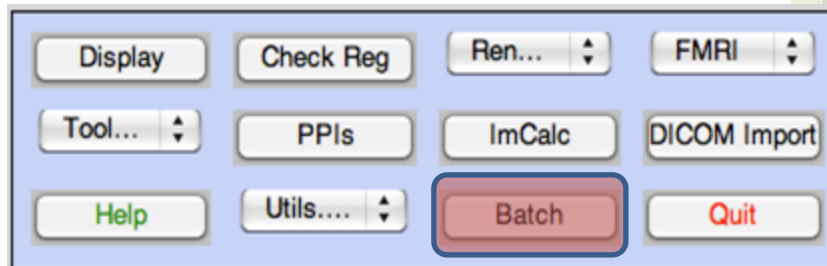 Display Check Reg Ren... FMRI
Tool... PPIs ImCalc DICOM Import
Help Utils.... Batch Quit